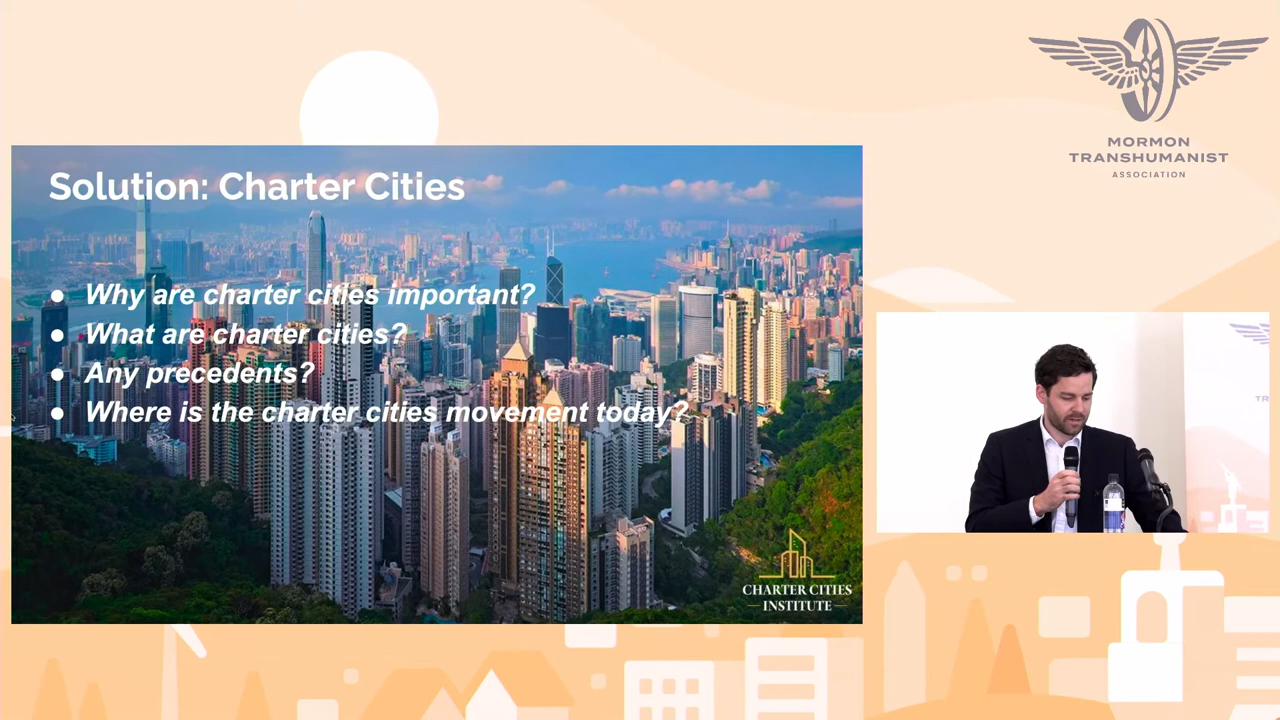 MORMON
TRANSHUMANIST
ASSOCIATION
Solution: Charter Cities
● Why are charter cities important?
● What are charter cities?
● Any precedents?
● Where is the charter cities movement today?
CHARTER CITIES
INSTITUTE